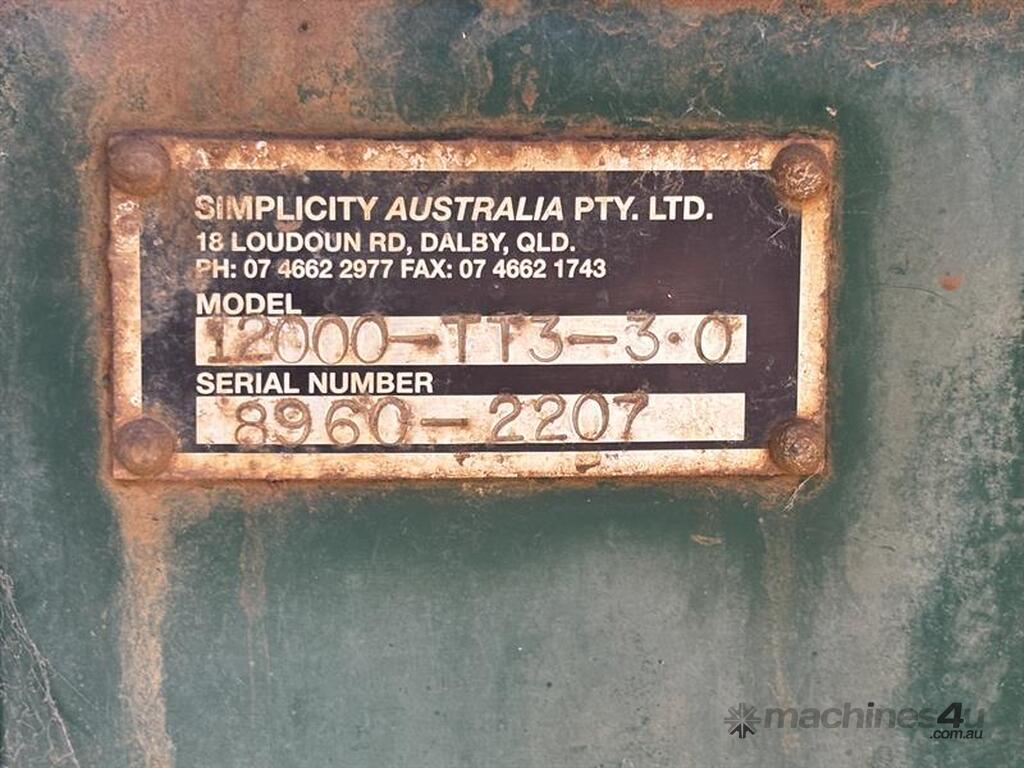 SIMPLICITY AUSTRALIA PTY. LTD.
18 LOUDOUN RD, DALBY, QLD.
PH: 07 4662 2977 FAX: 07 4662 1743
MODEL
12000-TT3-3.0
SERIAL NUMBER
8960-2207
machines4u
.com.au